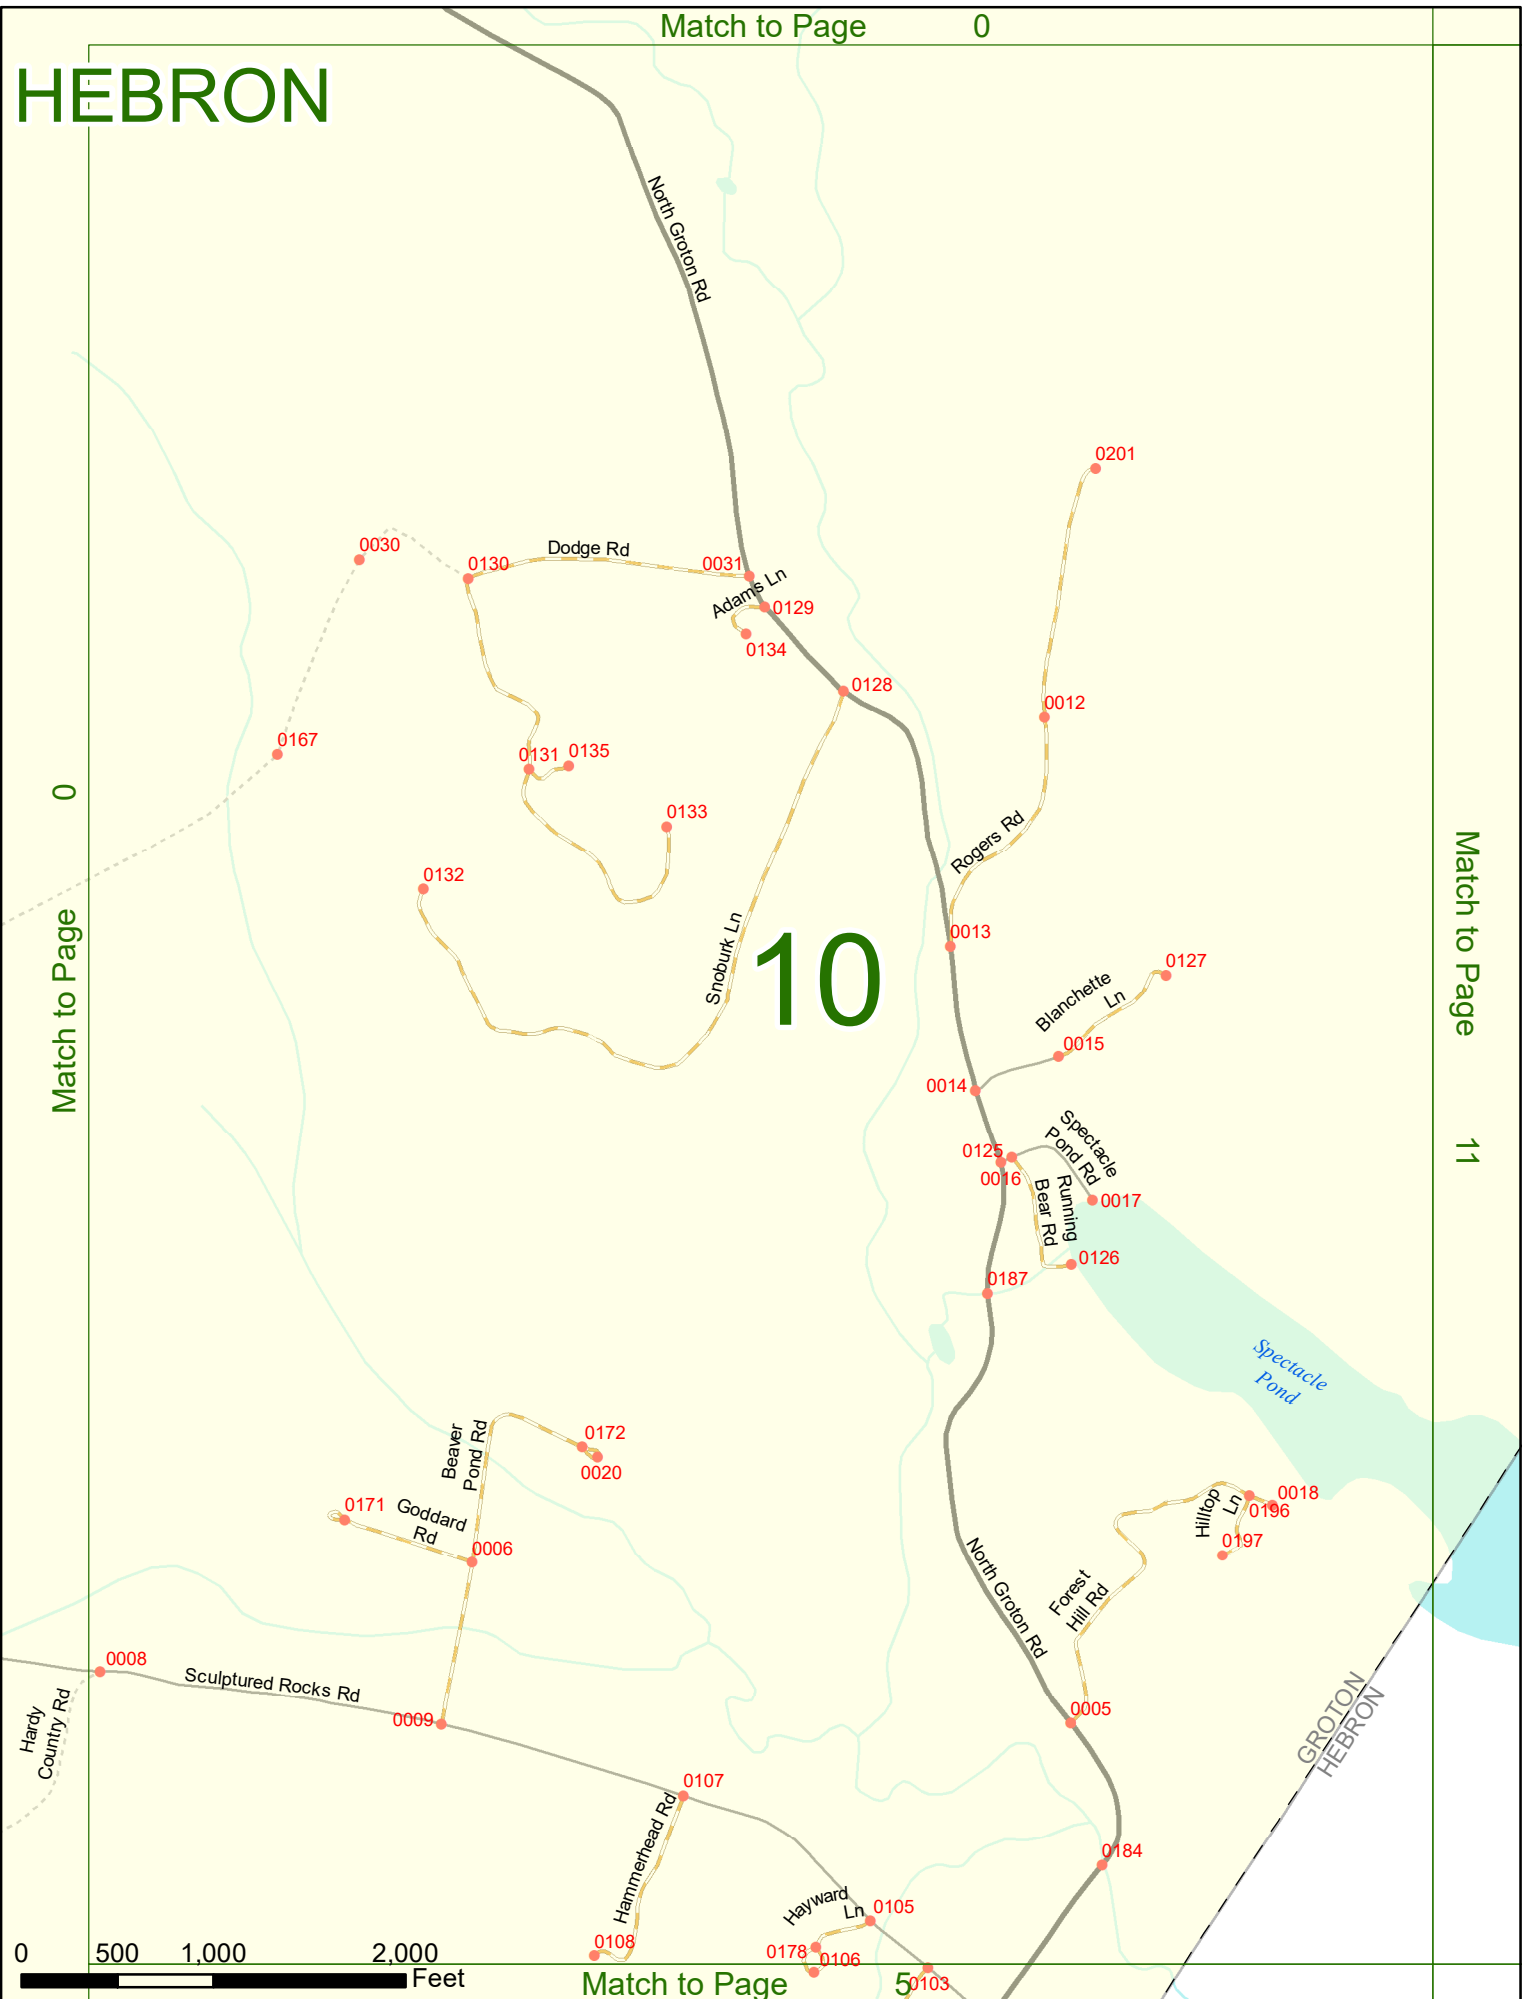 Match to Page 0
HEBRON
North Groton Rd
0201
0030
0130
Dodge Rd
0031
Adams Ln
0129
0134
0128
0012
0167
0131
0135
0133
0132
Rogers Rd
0
Match to Page
Match to Page
11
Snoburk Ln
10
0013
0127
Blanchette
Ln
0015
0014
0125
0016
Spectacle
Pond Rd
0017
Running
Bear Rd
0126
0187
Spectacle
Pond
Beaver
Pond Rd
0172
0020
0171
Goddard
Rd
0006
Hilltop
Ln
0018
0196
0197
North Groton Rd
Forest
Hill Rd
0008
Sculptured Rocks Rd
0009
Hardy
Country Rd
0005
GROTON
HEBRON
0107
Hammerhead Rd
0184
Hayward
Ln
0105
0108
0178
0106
0103
0 500 1,000 2,000
Feet
Match to Page 5